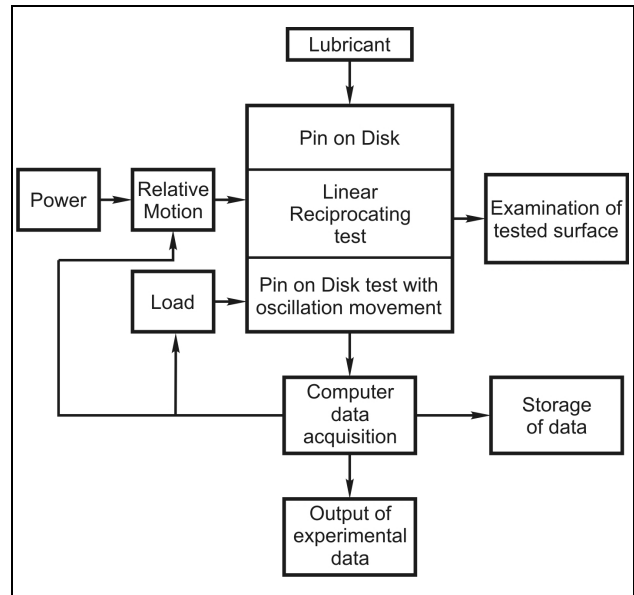 Lubricant
Pin on Disk
Power
Relative
Motion
Linear
Reciprocating
test
Examination of
tested surface
Load
Pin on Disk test with
oscillation movement
Computer
data
acquisition
Storage
of data
Output of
experimental
data